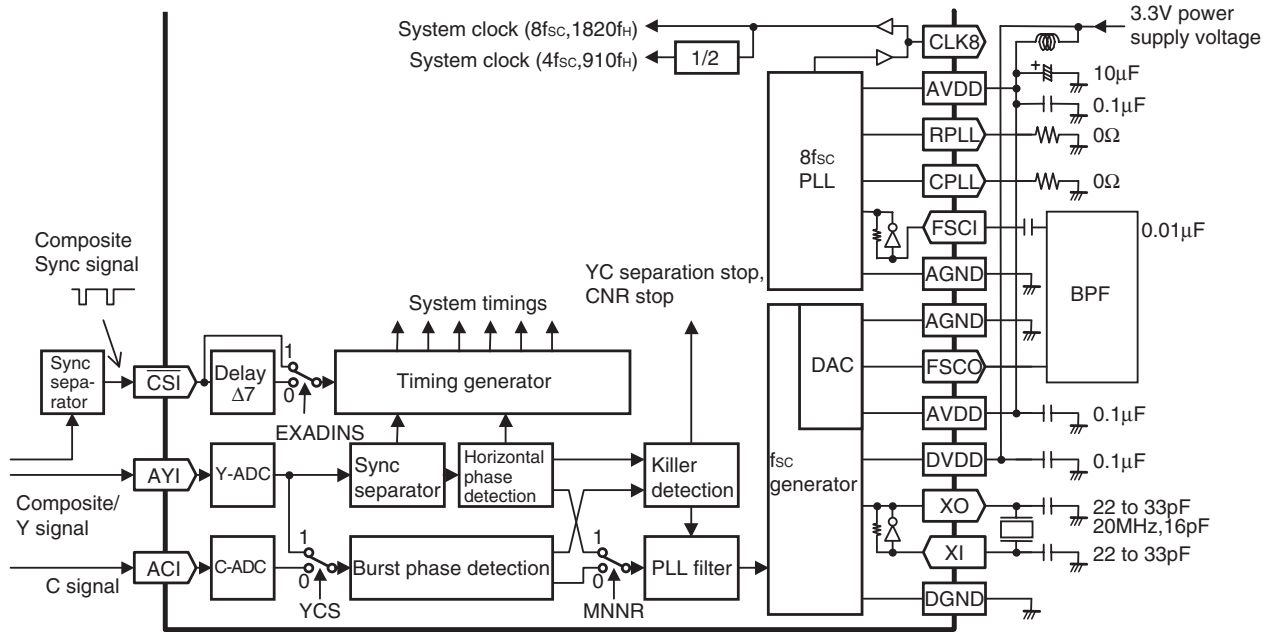 System clock (8fSC,1820fH)
System clock (4fSC,910fH)
1/2
CLK8
3.3V power
supply voltage
AVDD
+
10μF
0.1μF
RPLL
0Ω
8fSC
PLL
CPLL
0Ω
FSCI
0.01μF
AGND
BPF
Composite
Sync signal
YC separation stop,
CNR stop
System timings
AGND
DAC
FSCO
Sync
sepa-
rator
CSI
Delay
Δ7
1
0
Timing generator
EXADINS
AVDD
0.1μF
AYI
Y-ADC
Sync
separator
Horizontal
phase
detection
Killer
detection
fSC
generator
DVDD
0.1μF
Composite/
Y signal
XO
22 to 33pF
20MHz,16pF
XI
22 to 33pF
ACI
C-ADC
1
0
Burst phase detection
1
0
PLL filter
C signal
YCS
MNNR
DGND